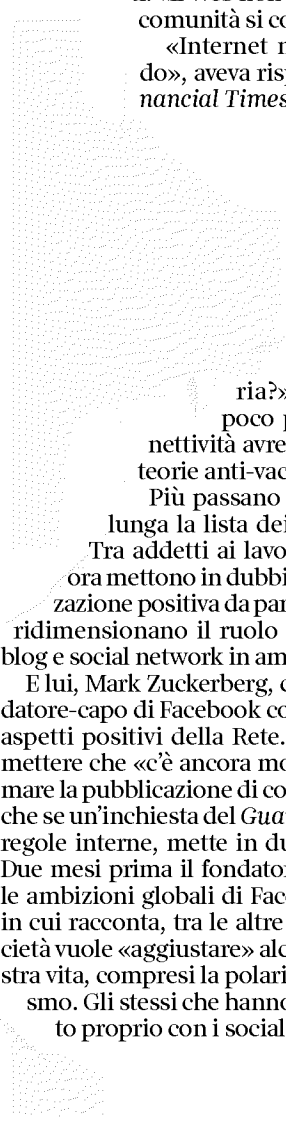 comunità si co
«Internet
do», aveva ris
nancial Times
ria?»
poco
nettività avre
teorie anti-vac
Più passano
lunga la lista dei
Tra addetti ai lavo
ora mettono in dubbi
zazione positiva da par
ridimensionano il ruolo
blog e social network in am
E lui, Mark Zuckerberg, c
datore-capo di Facebook co
aspetti positivi della Rete.
mettere che «c'è ancora mo
mare la pubblicazione di co
che se un'inchiesta del Gua
regole interne, mette in du
Due mesi prima il fondator
le ambizioni globali di Fac
in cui racconta, tra le altre
cietà vuole «aggiustare» alc
stra vita, compresi la polari
smo. Gli stessi che hanno
to proprio con i social